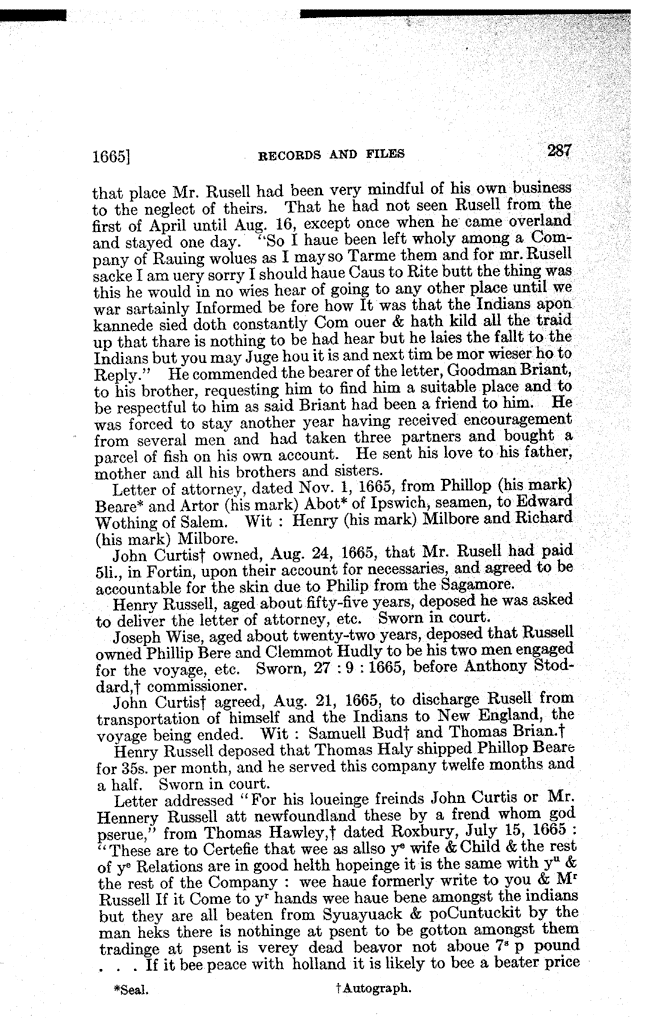 1665] RECORDS AND FILES 287
that place Mr. Rusell had been very mindful of his own business
to the neglect of theirs. That he had not seen Rusell from the
first of April until Aug. 16, except once when he came overland
and stayed one day. "So I haue been left wholy among a Com-
pany of Rauing wolues as I may so Tarme them and for mr. Rusell
sacke I am uery sorry I should haue Caus to Rite butt the thing was
this he would in no wies hear of going to any other place until we
war sartainly Informed be fore how It was that the Indians apon
kannede sied doth constantly Com ouer & hath kild all the traid
up that thare is nothing to be had hear but he laies the fallt to the
Indians but you may Juge hou it is and next tim be mor wieser ho to
Reply." He commended the bearer of the letter, Goodman Briant,
to his brother, requesting him to find him a suitable place and to
be respectful to him as said Briant had been a friend to him. He
was forced to stay another year having received encouragement
from several men and had taken three partners and bought a
parcel of fish on his own account. He sent his love to his father,
mother and all his brothers and sisters.
Letter of attorney, dated Nov. 1, 1665, from Phillop (his mark)
Beare* and Artor (his mark) Abot* of Ipswich, seamen, to Edward
Wothing of Salem. Wit : Henry (his mark) Milbore and Richard
(his mark) Milbore.
John Curtis† owned, Aug. 24, 1665, that Mr. Rusell had paid
5li., in Fortin, upon their account for necessaries, and agreed to be
accountable for the skin due to Philip from the Sagamore.
Henry Russell, aged about fifty-five years, deposed he was asked
to deliver the letter of attorney, etc. Sworn in court.
Joseph Wise, aged about twenty-two years, deposed that Russell
owned Phillip Bere and Clemmot Hudly to be his two men engaged
for the voyage, etc. Sworn, 27 : 9 : 1665, before Anthony Stod-
dard,† commissioner.
John Curtis† agreed, Aug. 21, 1665, to discharge Rusell from
transportation of himself and the Indians to New England, the
voyage being ended. Wit : Samuell Bud† and Thomas Brian.†
Henry Russell deposed that Thomas Haly shipped Phillop Beare
for 35s. per month, and he served this company twelfe months and
a half. Sworn in court.
Letter addressed "For his loueinge freinds John Curtis or Mr.
Hennery Russell att newfoundland these by a frend whom god
pserue," from Thomas Hawley,† dated Roxbury, July 15, 1665 :
"These are to Certefie that wee as allso yᵉ wife & Child & the rest
of yᵉ Relations are in good helth hopeinge it is the same with yᵘ &
the rest of the Company : wee haue formerly write to you & Mʳ
Russell If it Come to yʳ hands wee haue bene amongst the indians
but they are all beaten from Syuayuack & poCuntuckit by the
man heks there is nothinge at psent to be gotton amongst them
tradinge at psent is verey dead beavor not aboue 7ˢ p pound
. . . If it bee peace with holland it is likely to bee a beater price
*Seal. †Autograph.